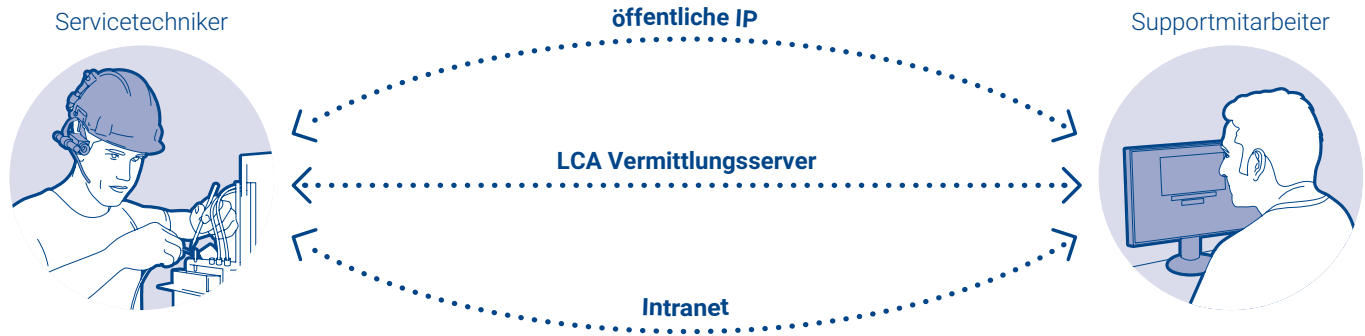 Servicetechniker
öffentliche IP
Supportmitarbeiter
LCA Vermittlungsserver
Intranet